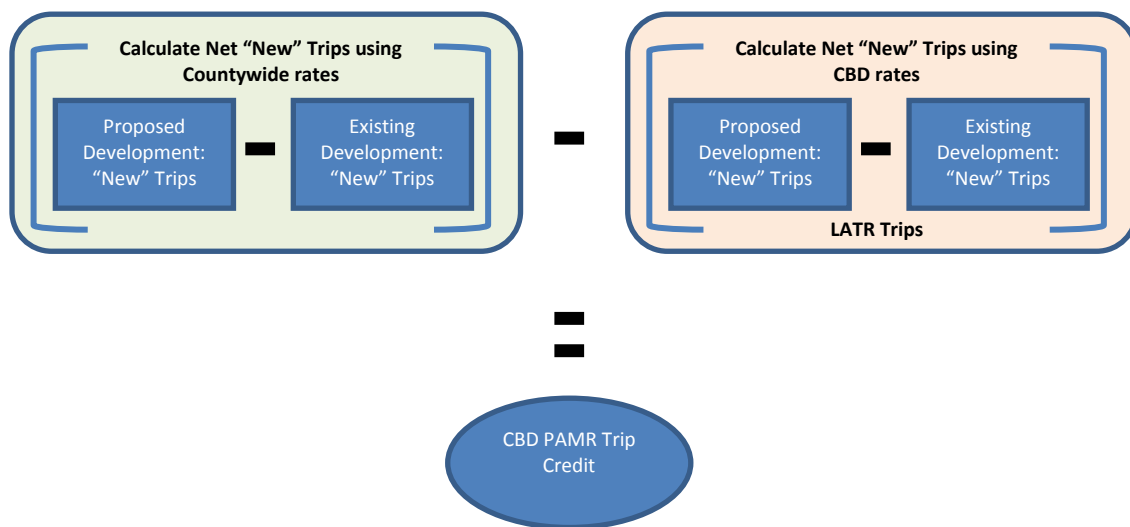 Calculate Net “New” Trips using
Countywide rates
Proposed
Development:
“New” Trips
Existing
Development:
“New” Trips
Calculate Net “New” Trips using
CBD rates
Proposed
Development:
“New” Trips
Existing
Development:
“New” Trips
LATR Trips
CBD PAMR Trip
Credit